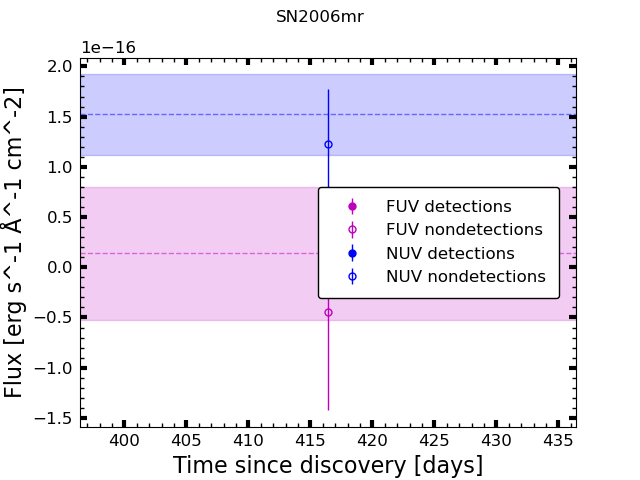 SN2006mr
1e−16
2.0
1.5
1.0
0.5
0.0
−0.5
−1.0
−1.5
Flux [erg s^-1 Å^-1 cm^-2]
FUV detections
FUV nondetections
NUV detections
NUV nondetections
400 405 410 415 420 425 430 435
Time since discovery [days]